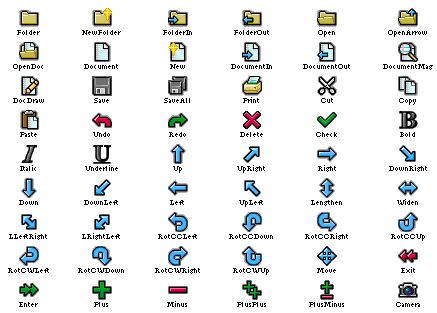 Folder NewFolder FolderIn FolderOut Open OpenArrow
OpenDoc Document New DocumentIn DocumentOut DocumentMag
DocDraw Save SaveAll Print Cut Copy
Paste Undo Redo Delete Check Bold
Italic Underline Up UpRight Right DownRight
Down DownLeft Left UpLeft Lengthen Widen
LLeftRight LRightLeft RotCCLeft RotCCDown RotCCRight RotCCUp
RotCWLeft RotCWDown RotCWRight RotCWUp Move Exit
Enter Plus Minus PlusPlus PlusMinus Camera